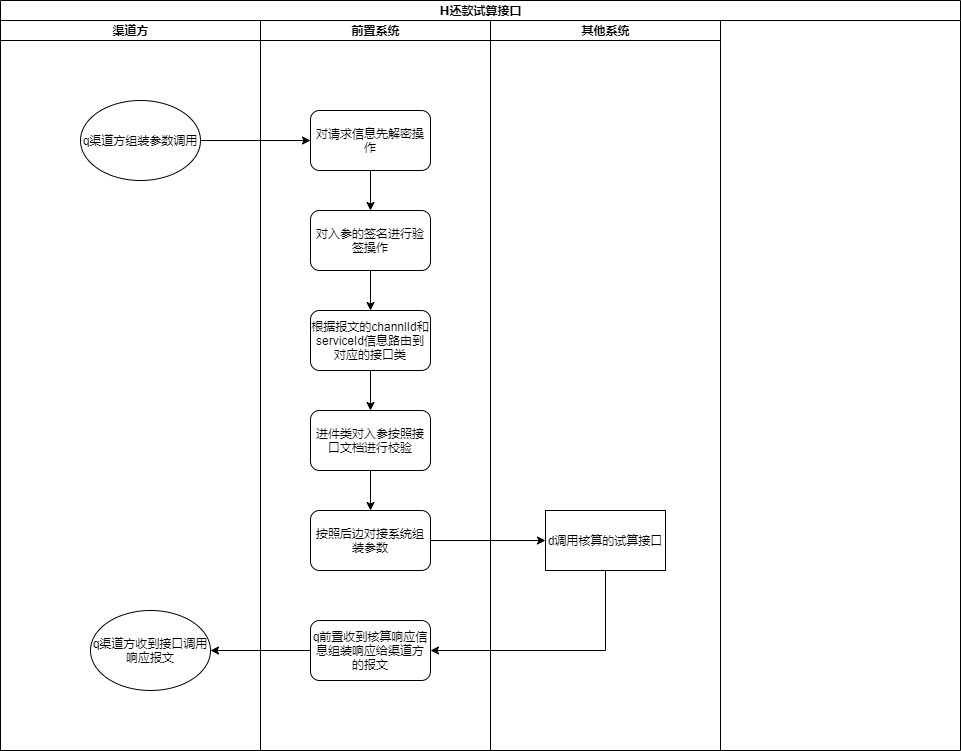 H还款试算接口
渠道方
前置系统
其他系统
q渠道方组装参数调用
对请求信息先解密操
作
对入参的签名进行验
签操作
根据报文的channlId和
serviceId信息路由到
对应的接口类
进件类对入参按照接
口文档进行校验
按照后边对接系统组
装参数
d调用核算的试算接口
q前置收到核算响应信
息组装响应给渠道方
的报文
q渠道方收到接口调用
响应报文